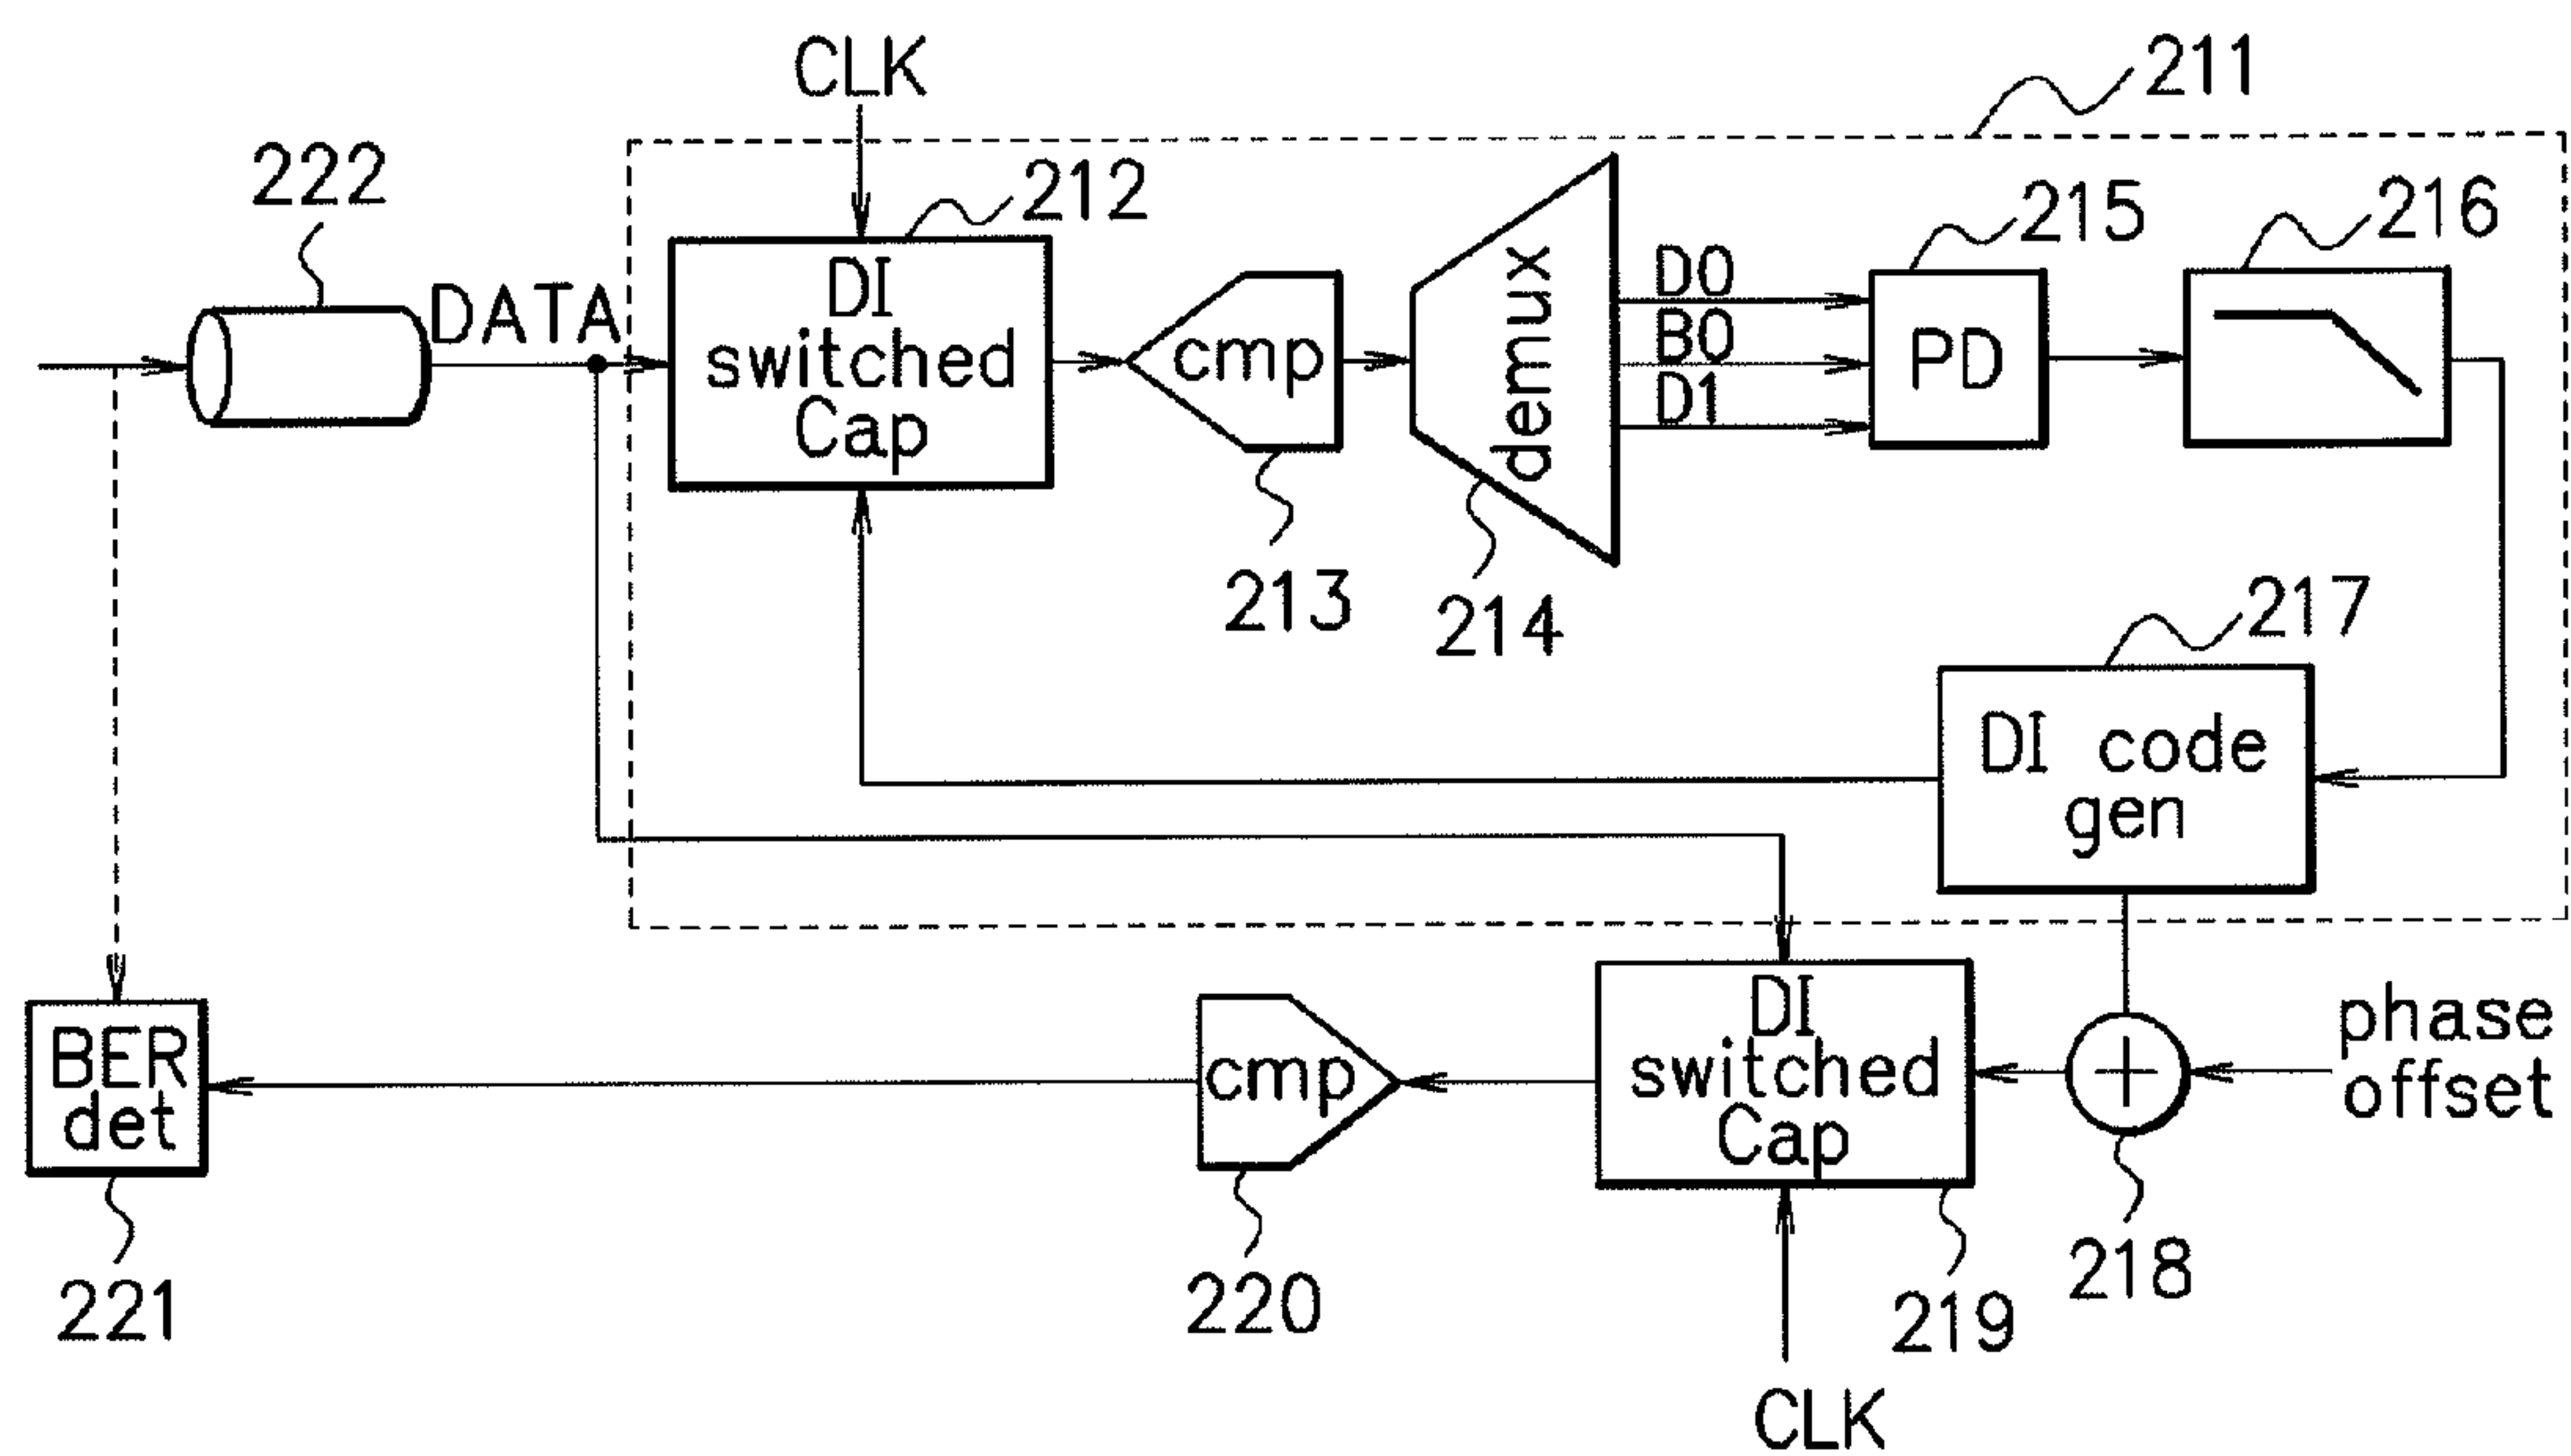 CLK
211
222
212
215
216
DATA
DI
switched
Cap
cmp
demux
D0
B0
D1
PD
213
214
217
DI code
gen
BER
det
cmp
DI
switched
Cap
+
phase
offset
221
220
219
218
CLK